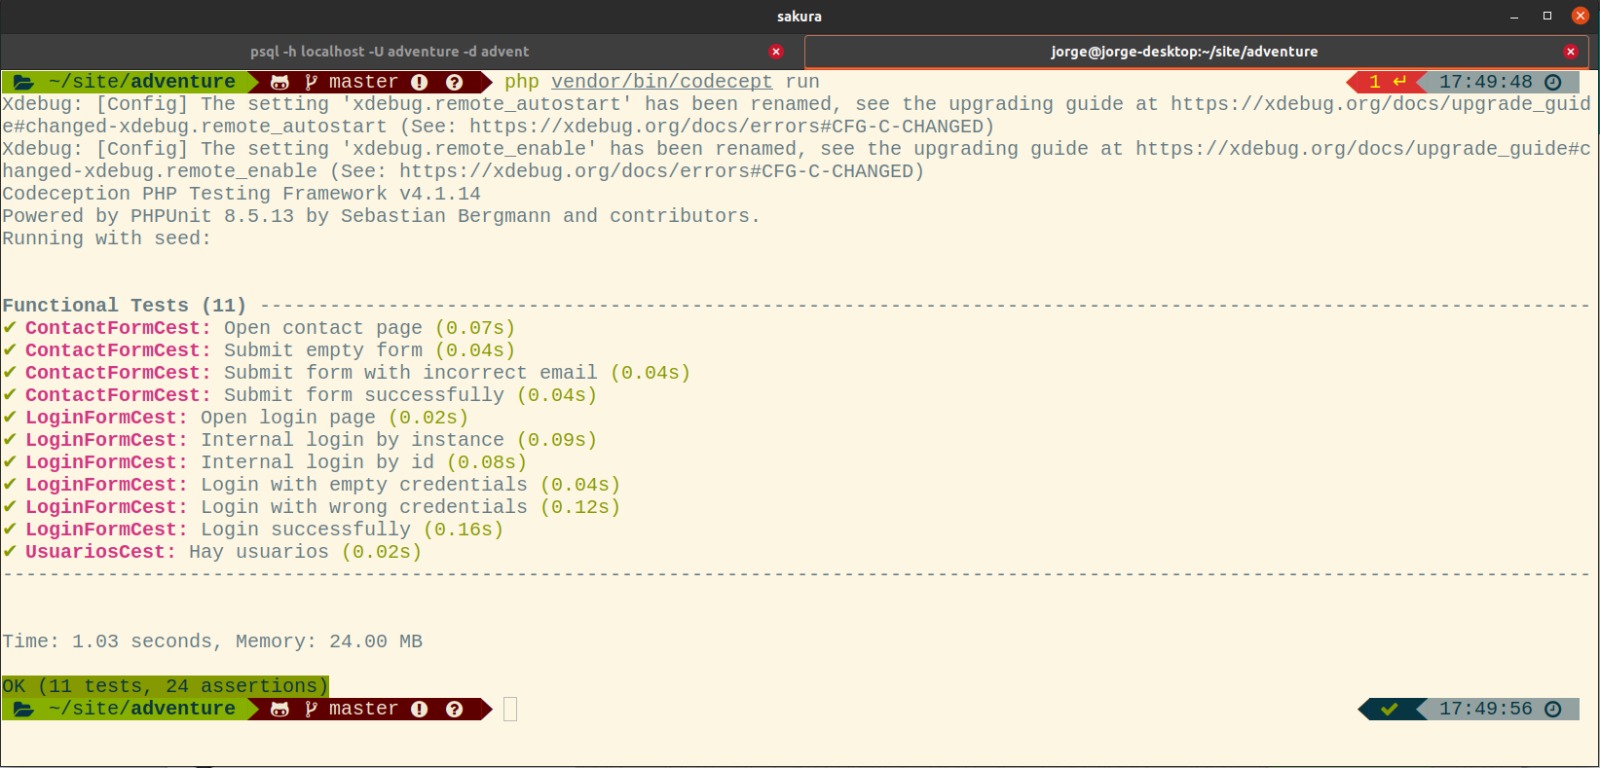 sakura
psql -h localhost -U adventure -d advent
jorge@jorge-desktop:~/site/adventure
~/site/adventure master ! ? php vendor/bin/codecept run 1 ↵ 17:49:48
Xdebug: [Config] The setting 'xdebug.remote_autostart' has been renamed, see the upgrading guide at https://xdebug.org/docs/upgrade_guid
e#changed-xdebug.remote_autostart (See: https://xdebug.org/docs/errors#CFG-C-CHANGED)
Xdebug: [Config] The setting 'xdebug.remote_enable' has been renamed, see the upgrading guide at https://xdebug.org/docs/upgrade_guide#c
hanged-xdebug.remote_enable (See: https://xdebug.org/docs/errors#CFG-C-CHANGED)
Codeception PHP Testing Framework v4.1.14
Powered by PHPUnit 8.5.13 by Sebastian Bergmann and contributors.
Running with seed:
Functional Tests (11) ------------------------------------------------------------------------------------------------------------------
✔ ContactFormCest: Open contact page (0.07s)
✔ ContactFormCest: Submit empty form (0.04s)
✔ ContactFormCest: Submit form with incorrect email (0.04s)
✔ ContactFormCest: Submit form successfully (0.04s)
✔ LoginFormCest: Open login page (0.02s)
✔ LoginFormCest: Internal login by instance (0.09s)
✔ LoginFormCest: Internal login by id (0.08s)
✔ LoginFormCest: Login with empty credentials (0.04s)
✔ LoginFormCest: Login with wrong credentials (0.12s)
✔ LoginFormCest: Login successfully (0.16s)
✔ UsuariosCest: Hay usuarios (0.02s)
----------------------------------------------------------------------------------------------------------------------------------------
Time: 1.03 seconds, Memory: 24.00 MB
OK (11 tests, 24 assertions)
~/site/adventure master ! ? ✔ 17:49:56